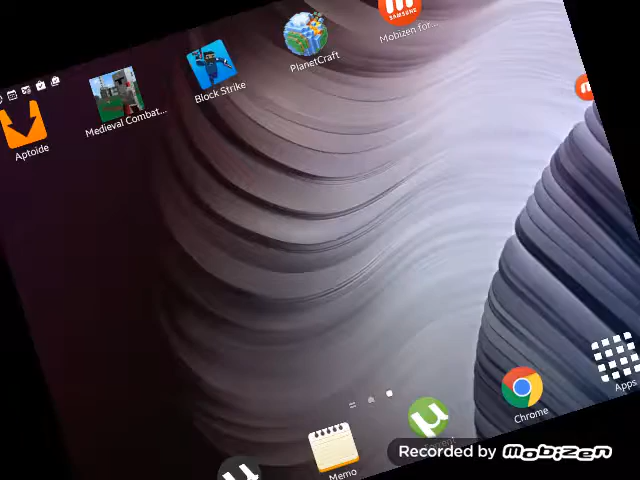 Mobizen for...
PlanetCraft
Block Strike
Medieval Combat...
Aptoide
SAMSUNG
Apps
Chrome
Memo
Recorded by Mobizen